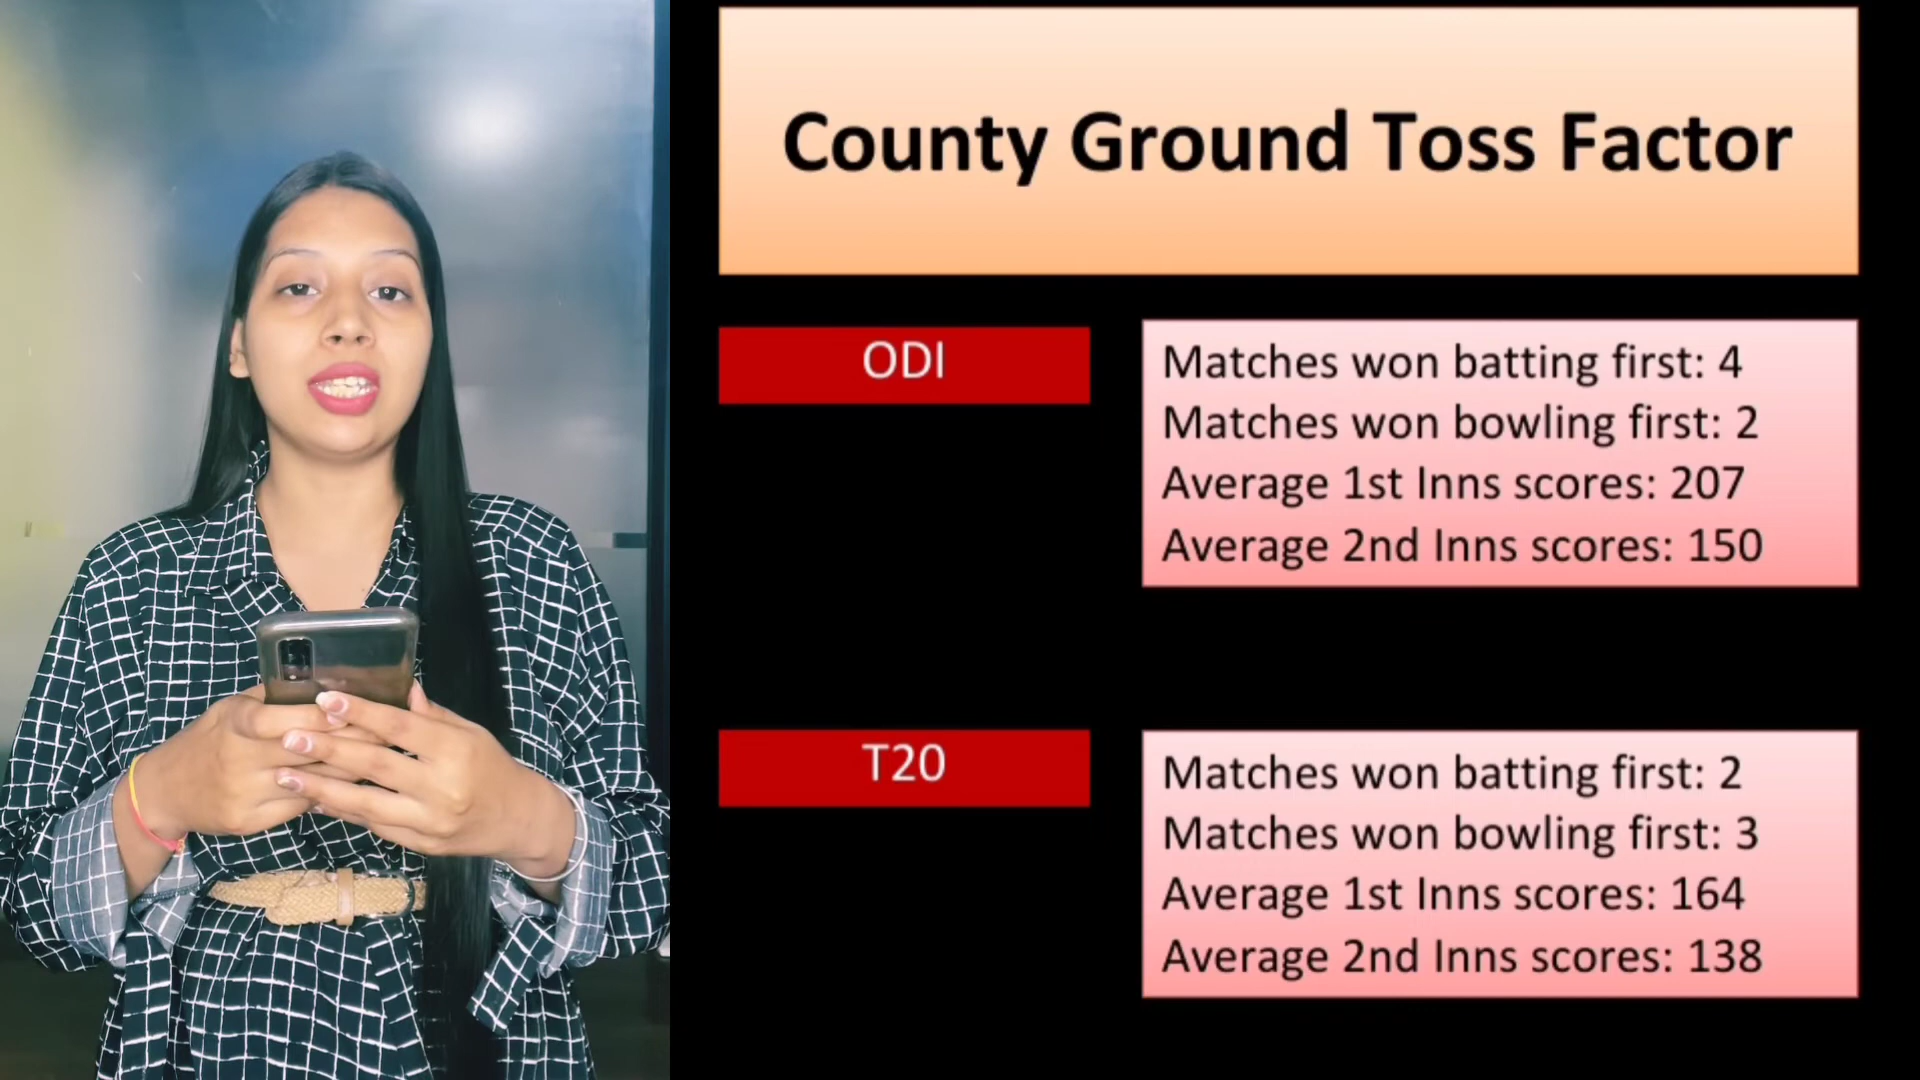 County Ground Toss Factor
ODI
Matches won batting first: 4
Matches won bowling first: 2
Average 1st Inns scores: 207
Average 2nd Inns scores: 150
T20
Matches won batting first: 2
Matches won bowling first: 3
Average 1st Inns scores: 164
Average 2nd Inns scores: 138